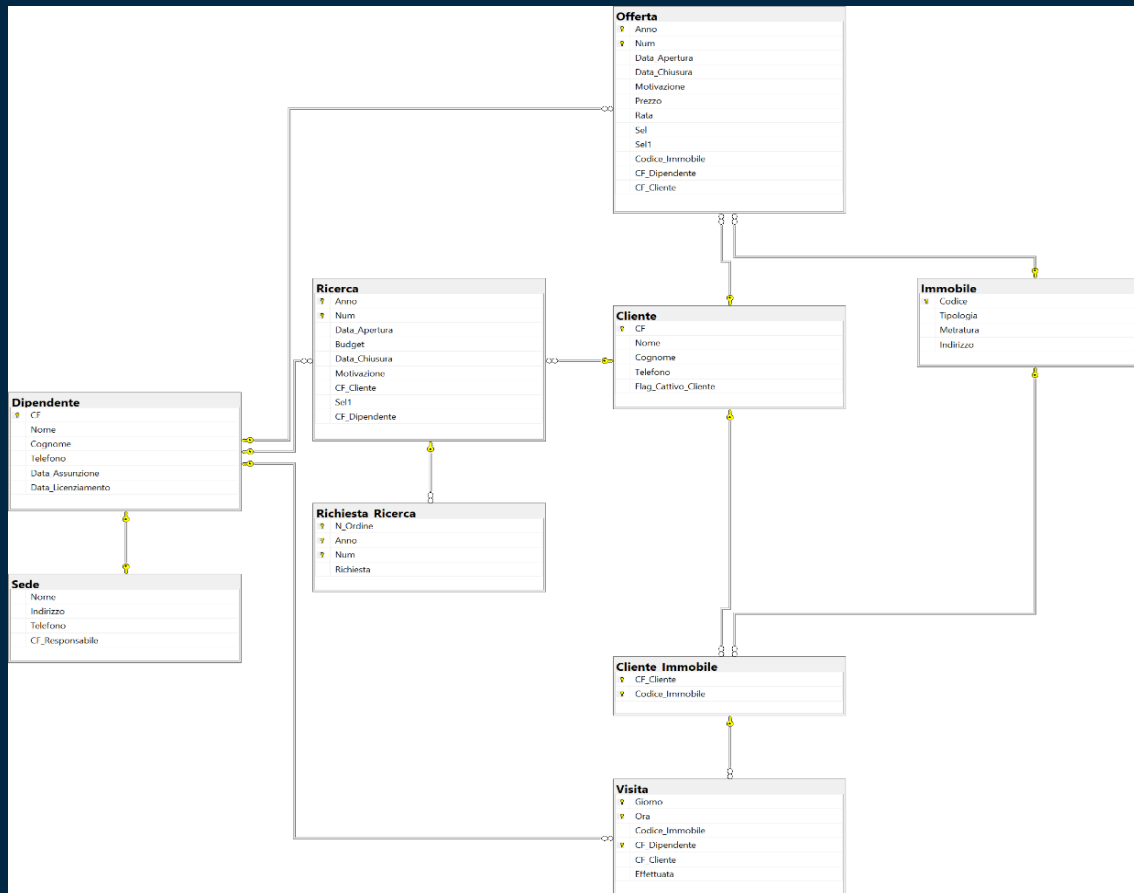 Offerta
Anno
Num
Data_Apertura
Data_Chiusura
Motivazione
Prezzo
Rata
Sel
Sel1
Codice_Immobile
CF_Dipendente
CF_Cliente
Ricerca
Anno
Num
Data_Apertura
Budget
Data_Chiusura
Motivazione
CF_Cliente
Sel1
CF_Dipendente
Cliente
CF
Nome
Cognome
Telefono
Flag_Cattivo_Cliente
Immobile
Codice
Tipologia
Metratura
Indirizzo
Dipendente
CF
Nome
Cognome
Telefono
Data_Assunzione
Data_Licenziamento
Richiesta_Ricerca
N_Ordine
Anno
Num
Richiesta
Sede
Nome
Indirizzo
Telefono
CF_Responsabile
Cliente_Immobile
CF_Cliente
Codice_Immobile
Visita
Giorno
Ora
Codice_Immobile
CF_Dipendente
CF_Cliente
Effettuata